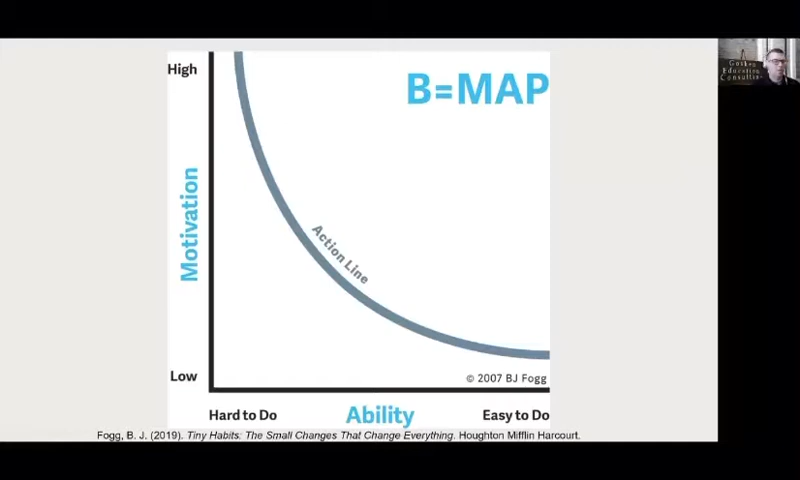 High
B=MAP
Motivation
Action Line
Low
© 2007 BJ Fogg
Hard to Do
Ability
Easy to Do
Fogg, B. J. (2019). Tiny Habits: The Small Changes That Change Everything. Houghton Mifflin Harcourt.
Education